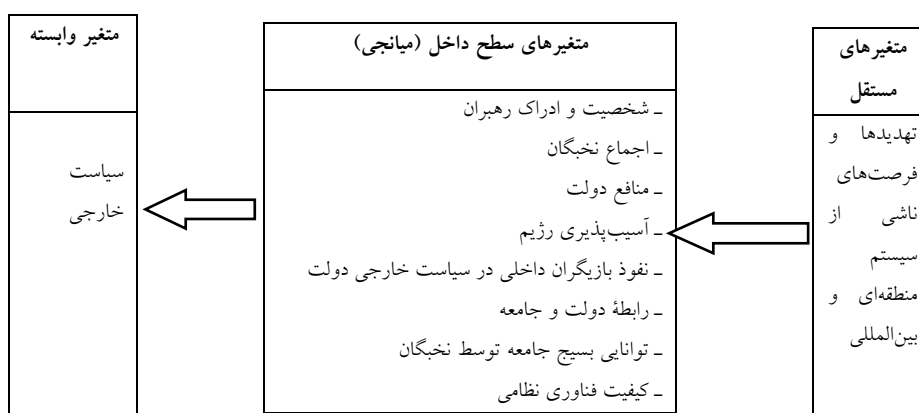 متغیرهای
مستقل
تهدیدها و
فرصت‌های
ناشی از
سیستم
منطقه‌ای و
بین‌المللی
متغیرهای سطح داخل (میانجی)
ـ شخصیت و ادراک رهبران
ـ اجماع نخبگان
ـ منافع دولت
ـ آسیب‌پذیری رژیم
ـ نفوذ بازیگران داخلی در سیاست خارجی دولت
ـ رابطۀ دولت و جامعه
ـ توانایی بسیج جامعه توسط نخبگان
ـ کیفیت فناوری نظامی
متغیر وابسته
سیاست
خارجی